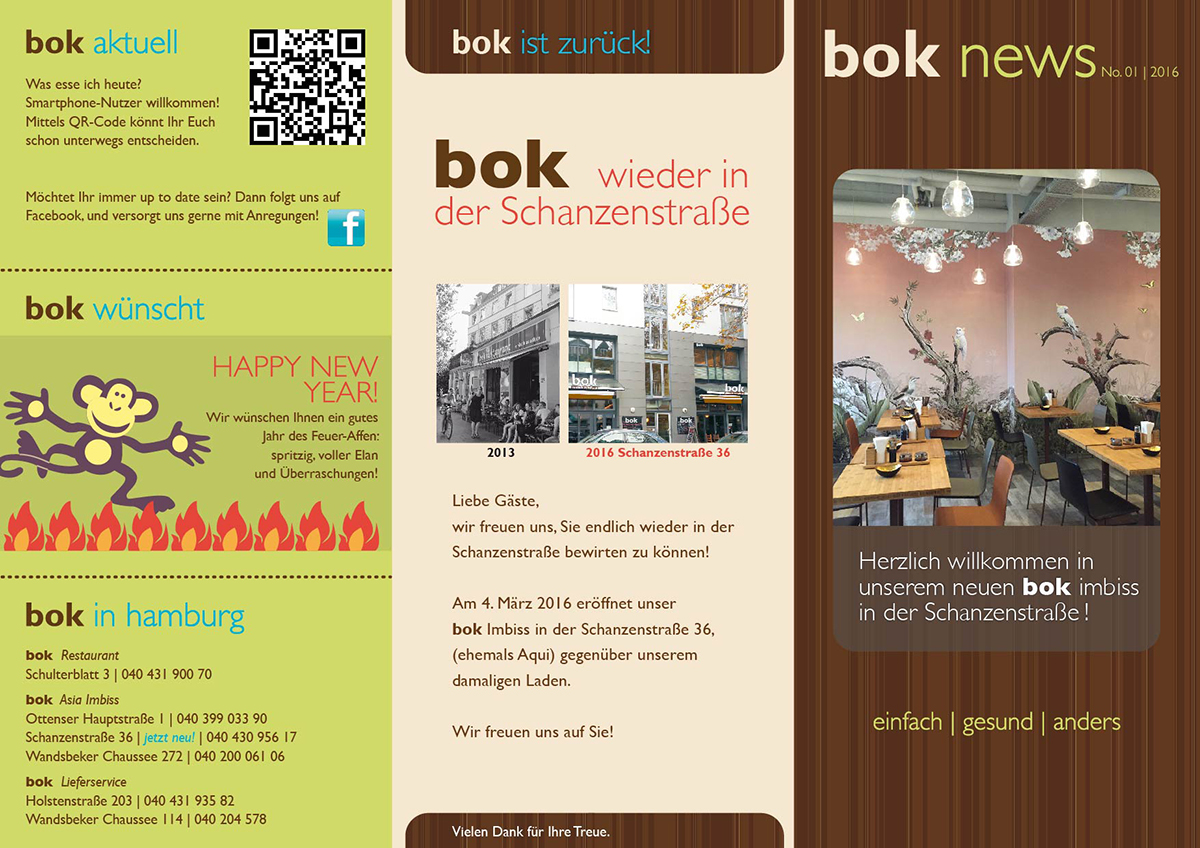 bok aktuell
Was esse ich heute?
Smartphone-Nutzer willkommen!
Mittels QR-Code könnt Ihr Euch
schon unterwegs entscheiden.
Möchtet Ihr immer up to date sein? Dann folgt uns auf
Facebook, und versorgt uns gerne mit Anregungen!
f
bok wünscht
HAPPY NEW
YEAR!
Wir wünschen Ihnen ein gutes
Jahr des Feuer-Affen:
spritzig, voller Elan
und Überraschungen!
bok in hamburg
bok Restaurant
Schulterblatt 3 | 040 431 900 70
bok Asia Imbiss
Ottenser Hauptstraße 1 | 040 399 033 90
Schanzenstraße 36 | jetzt neu! | 040 430 956 17
Wandsbeker Chaussee 272 | 040 200 061 06
bok Lieferservice
Holstenstraße 203 | 040 431 935 82
Wandsbeker Chaussee 114 | 040 204 578
bok ist zurück!
bok wieder in
der Schanzenstraße
bok
bok
bok
2013
2016 Schanzenstraße 36
Liebe Gäste,
wir freuen uns, Sie endlich wieder in der
Schanzenstraße bewirten zu können!
Am 4. März 2016 eröffnet unser
bok Imbiss in der Schanzenstraße 36,
(ehemals Aqui) gegenüber unserem
damaligen Laden.
Wir freuen uns auf Sie!
Vielen Dank für Ihre Treue.
bok news No. 01 | 2016
Herzlich willkommen in
unserem neuen bok imbiss
in der Schanzenstraße !
einfach | gesund | anders